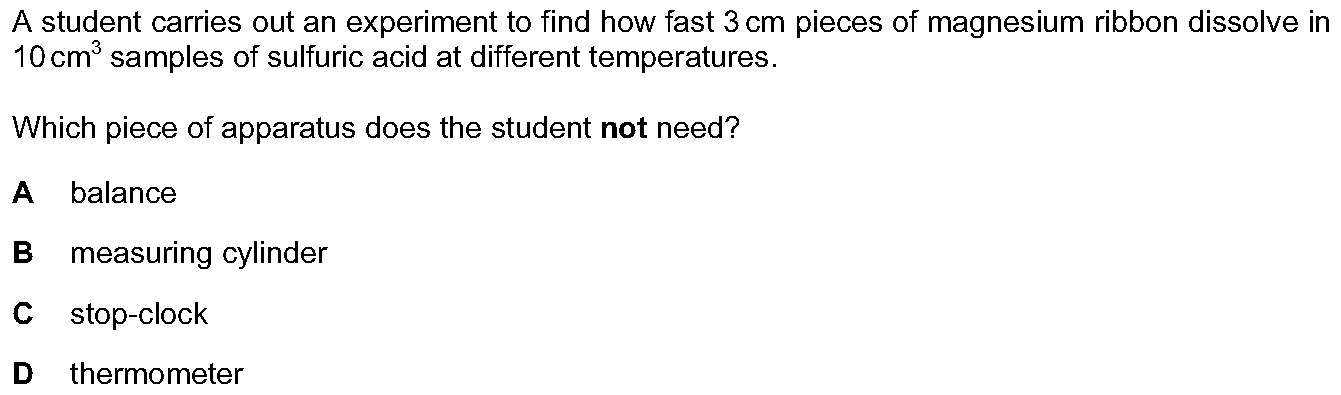 A student carries out an experiment to find how fast 3 cm pieces of magnesium ribbon dissolve in
10 cm³ samples of sulfuric acid at different temperatures.
Which piece of apparatus does the student not need?
A balance
B measuring cylinder
C stop-clock
D thermometer